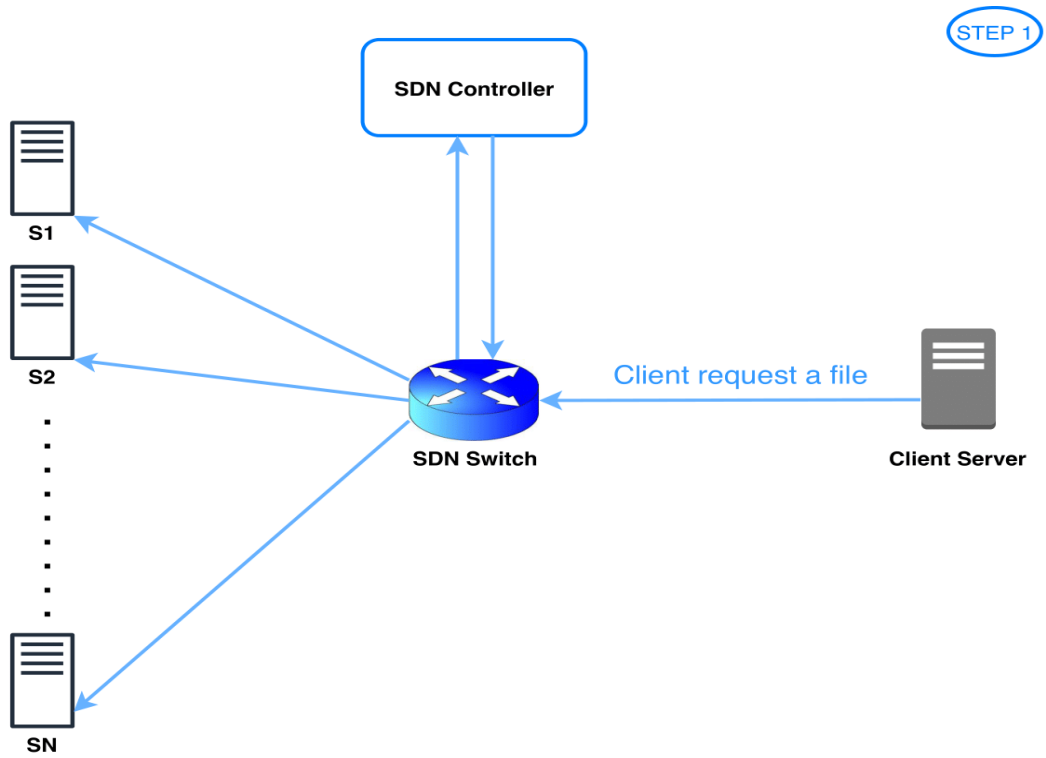 STEP 1
SDN Controller
S1
S2
Client request a file
SDN Switch
Client Server
SN